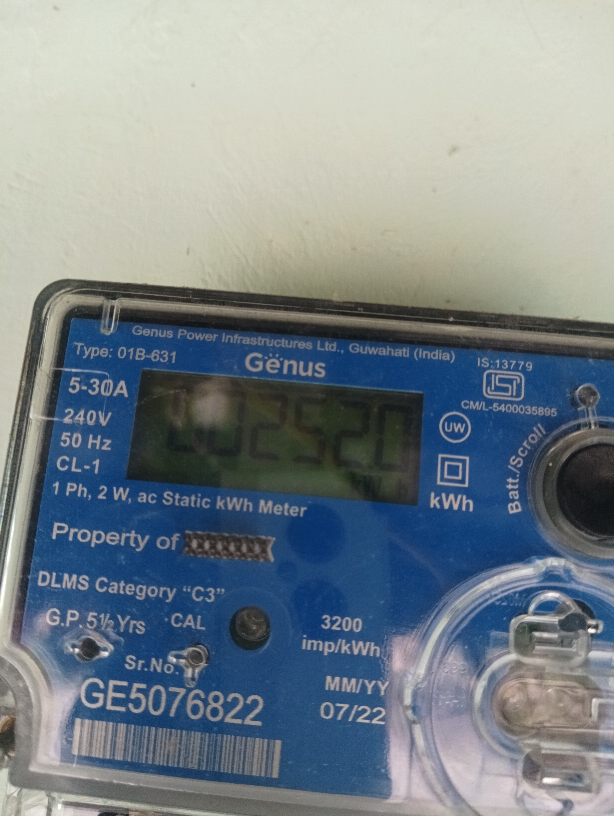 Genus Power Infrastructures Ltd., Guwahati (India)
Type: 01B-631
Genus
IS:13779
CM/L-5400035895
5-30A
240V
50 Hz
CL-1
002520
kWh
UW
kWh
Batt./Scroll
1 Ph, 2 W, ac Static kWh Meter
Property of
DLMS Category “C3”
G.P. 5½ Yrs
CAL
3200
imp/kWh
Sr.No.
GE5076822
MM/YY
07/22